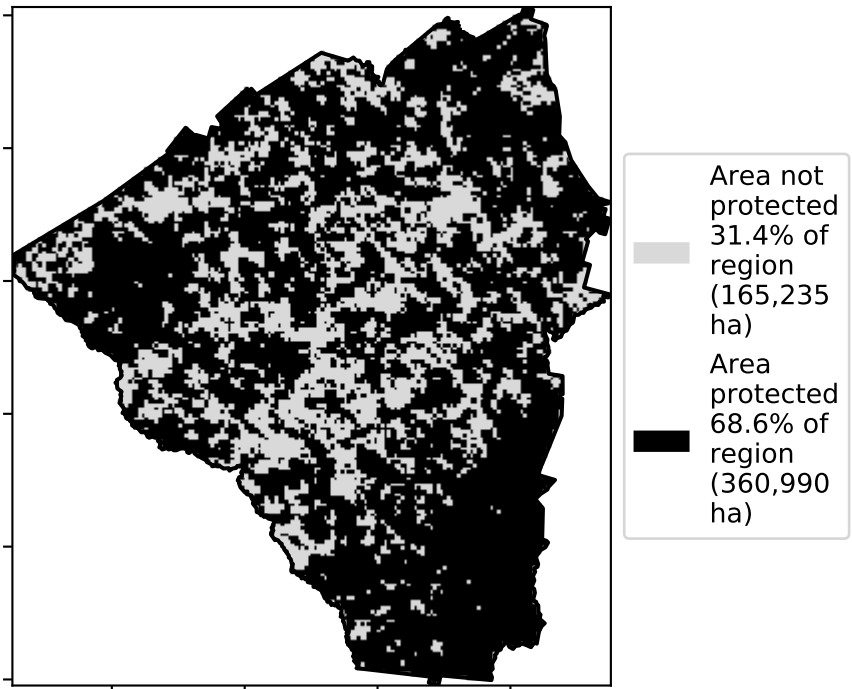 Area not
protected
31.4% of
region
(165,235
ha)
Area
protected
68.6% of
region
(360,990
ha)